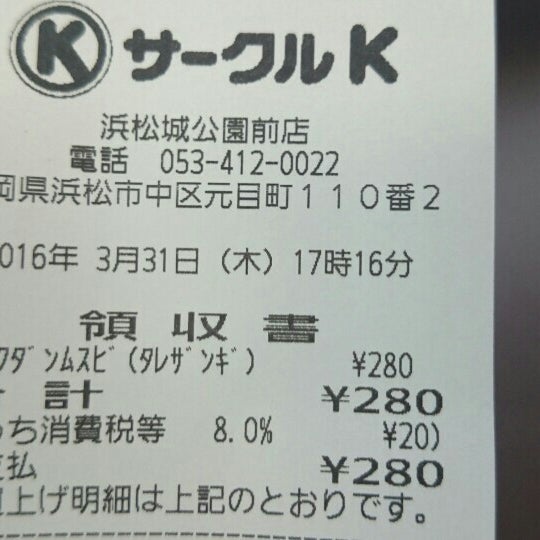 K サークルK
浜松城公園前店
電話 053-412-0022
岡県浜松市中区元目町110番2
2016年 3月31日(木) 17時16分
領収書
ワダンムスビ(タレザンギ) ¥280
計 ¥280
うち消費税等 8.0% ¥20)
支払 ¥280
上げ明細は上記のとおりです。